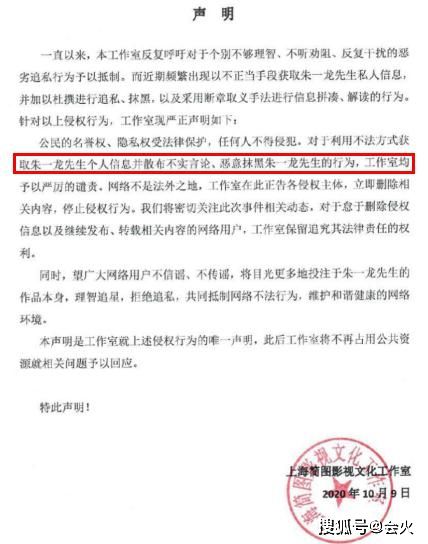 声 明
一直以来，本工作室反复呼吁对于个别不够理智、不听劝阻、反复干扰的恶
劣追私行为予以抵制。而近期频繁出现以不正当手段获取朱一龙先生私人信息，
并加以杜撰进行追私、抹黑，以及采用断章取义手法进行信息拼凑、解读的行为。
针对以上侵权行为，工作室现严正声明如下：
公民的名誉权、隐私权受法律保护，任何人不得侵犯。对于利用不法方式获
取朱一龙先生个人信息并散布不实言论、恶意抹黑朱一龙先生的行为，工作室均
予以严厉的谴责。网络不是法外之地，工作室在此正告各侵权主体，立即删除相
关内容，停止侵权行为。我们将密切关注此次事件相关动态，对于怠于删除侵权
信息以及继续发布、转载相关内容的网络用户，工作室保留追究其法律责任的权
利。
同时，望广大网络用户不信谣、不传谣，将目光更多地投注于朱一龙先生的
作品本身，理智追星，拒绝追私，共同抵制网络不法行为，维护和谐健康的网络
环境。
本声明是工作室就上述侵权行为的唯一声明，此后工作室将不再占用公共资
源就相关问题予以回应。
特此声明！
上海简图影视文化工作室
2020 年 10 月 9 日
上海简图影视文化工作室
搜狐号@会火